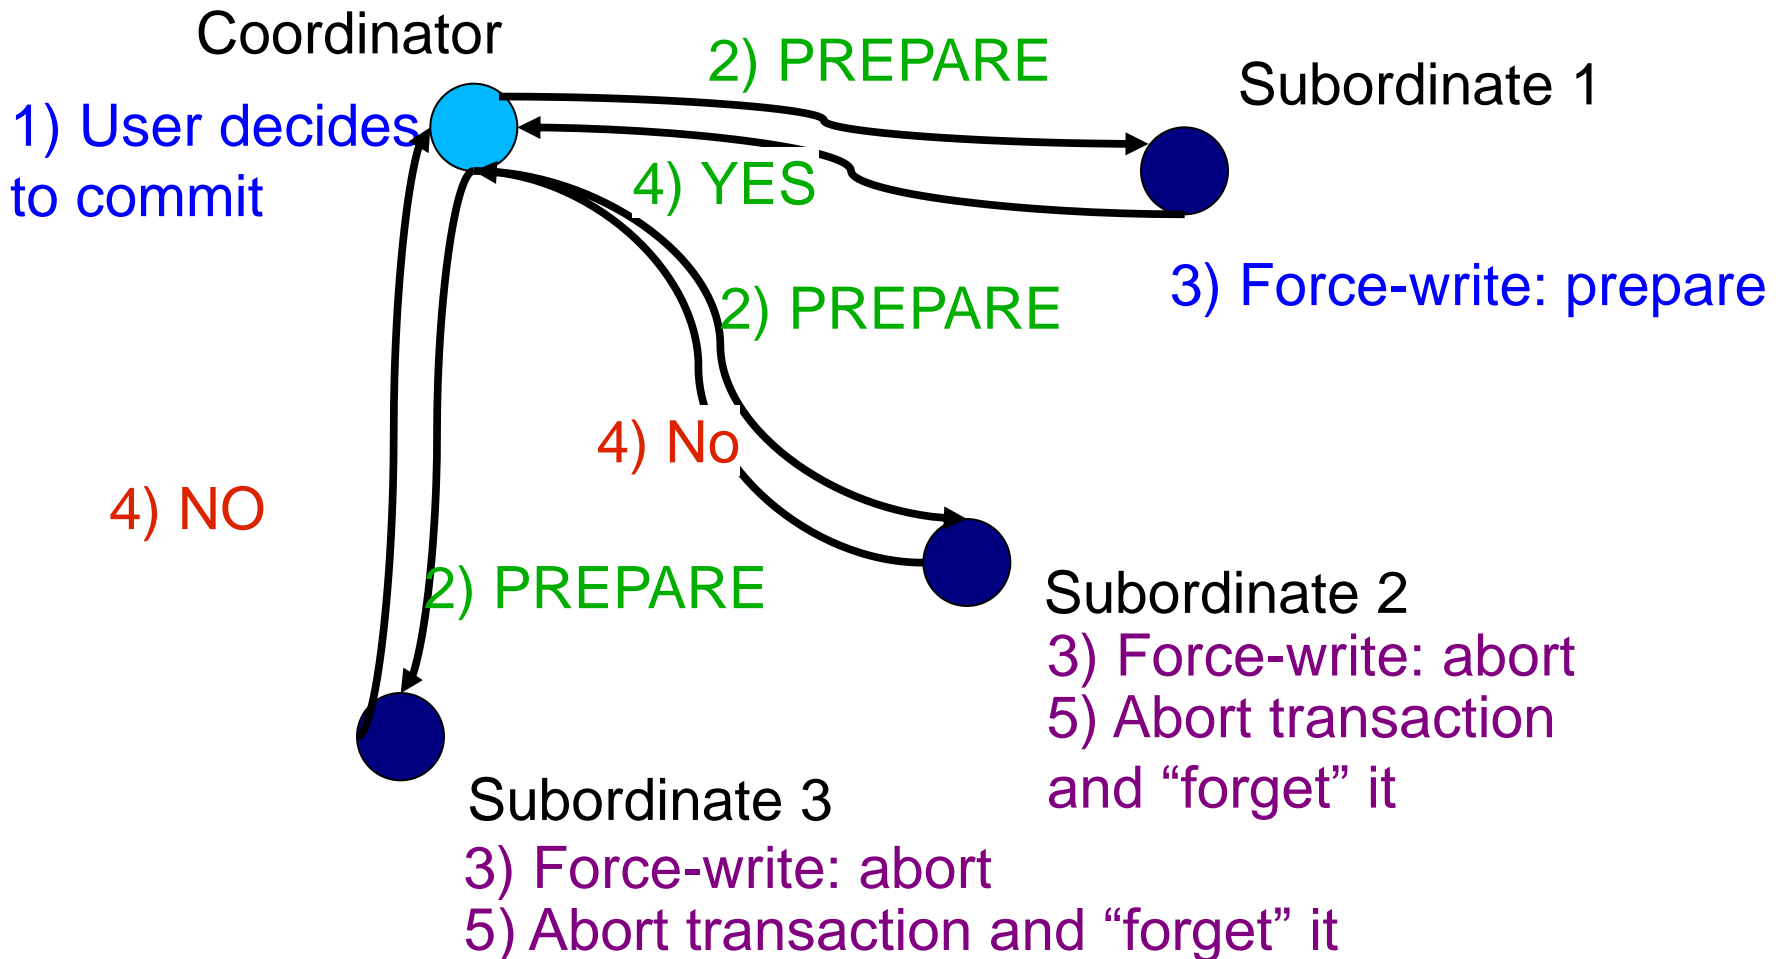 Coordinator
2) PREPARE
Subordinate 1
1) User decides
to commit
4) YES
3) Force-write: prepare
2) PREPARE
4) No
4) NO
2) PREPARE
Subordinate 2
3) Force-write: abort
5) Abort transaction
and “forget” it
Subordinate 3
3) Force-write: abort
5) Abort transaction and “forget” it